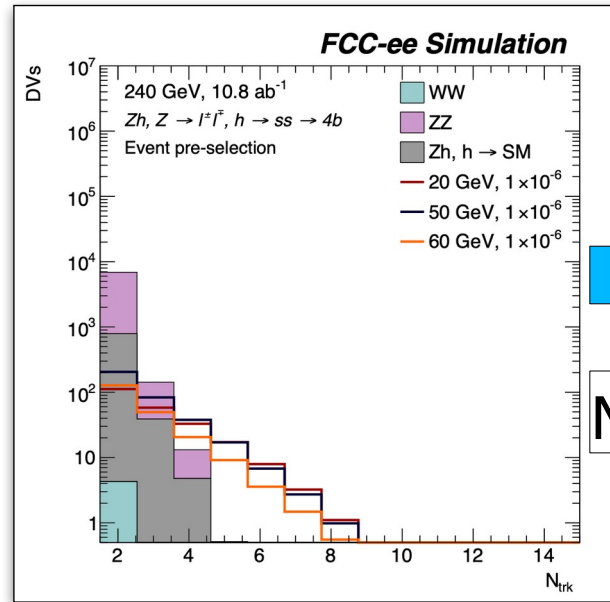 FCC-ee Simulation
DVs
240 GeV, 10.8 ab⁻¹
Zh, Z → l± l∓, h → ss → 4b
Event pre-selection
WW
ZZ
Zh, h → SM
20 GeV, 1×10⁻⁶
50 GeV, 1×10⁻⁶
60 GeV, 1×10⁻⁶
10⁷
10⁶
10⁵
10⁴
10³
10²
10
1
2 4 6 8 10 12 14
N_trk
N